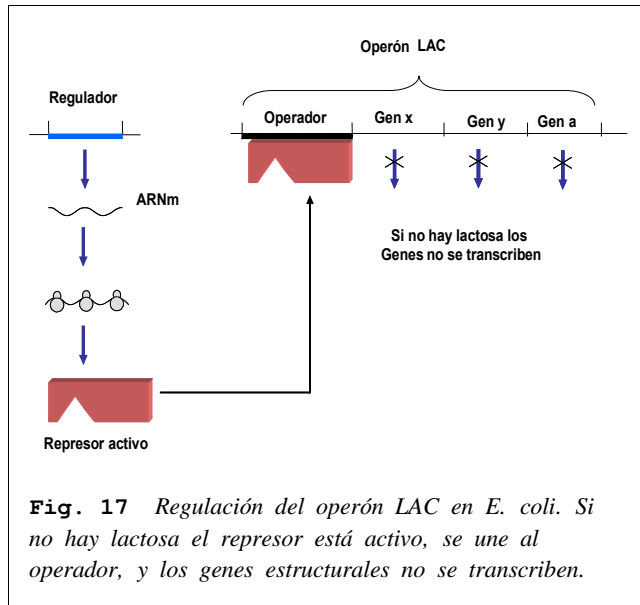 Operón LAC
Regulador
Operador
Gen x
Gen y
Gen a
ARNm
Si no hay lactosa los
Genes no se transcriben
Represor activo
Fig. 17 Regulación del operón LAC en E. coli. Si
no hay lactosa el represor está activo, se une al
operador, y los genes estructurales no se transcriben.